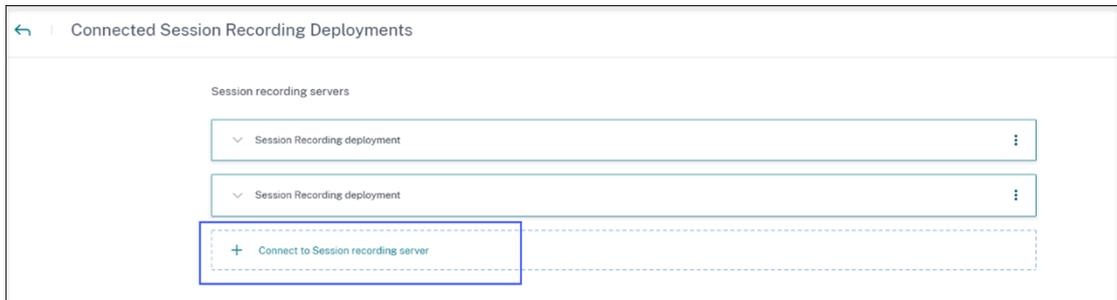 Connected Session Recording Deployments
Session recording servers
Session Recording deployment
Session Recording deployment
+ Connect to Session recording server